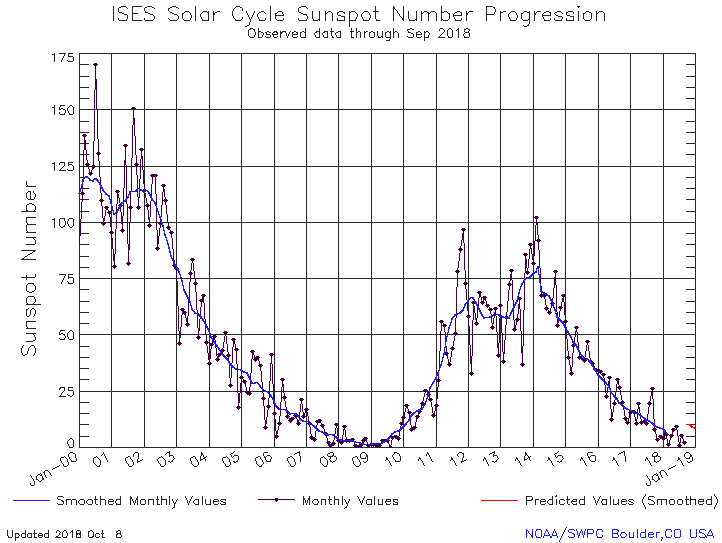 ISES Solar Cycle Sunspot Number Progression
Observed data through Sep 2018
175
150
125
100
75
50
25
0
Sunspot Number
Jan-00 01 02 03 04 05 06 07 08 09 10 11 12 13 14 15 16 17 18 Jan-19
Smoothed Monthly Values Monthly Values Predicted Values (Smoothed)
Updated 2018 Oct 8 NOAA/SWPC Boulder,CO USA